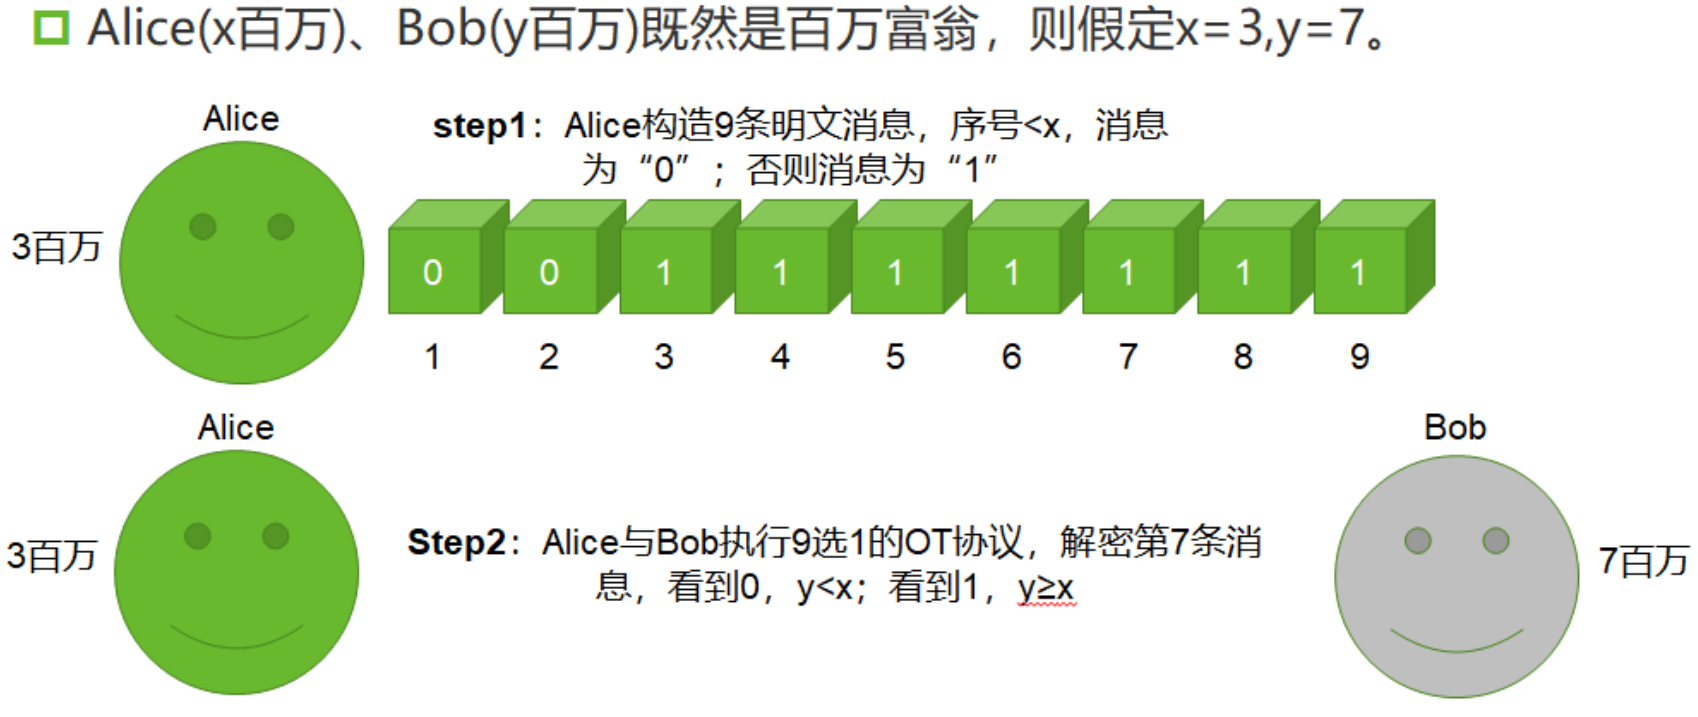 Alice(x百万)、Bob(y百万)既然是百万富翁，则假定x=3,y=7。
Alice
step1：Alice构造9条明文消息，序号<x，消息
为“0”；否则消息为“1”
3百万
0 0 1 1 1 1 1 1 1
1 2 3 4 5 6 7 8 9
Alice
Bob
3百万
Step2：Alice与Bob执行9选1的OT协议，解密第7条消
息，看到0，y<x；看到1，y≥x
7百万